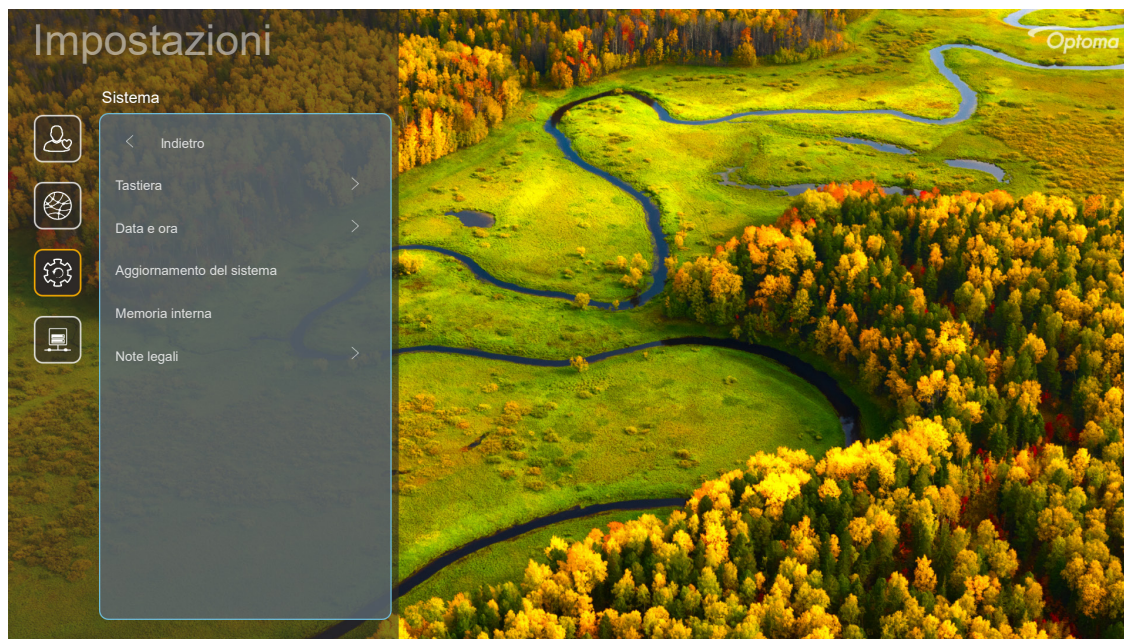 Impostazioni
Optoma
Sistema
Indietro
Tastiera
Data e ora
Aggiornamento del sistema
Memoria interna
Note legali